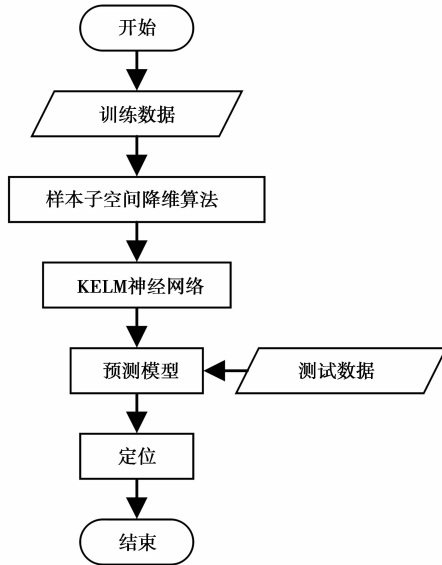 开始
训练数据
样本子空间降维算法
KELM神经网络
预测模型
测试数据
定位
结束